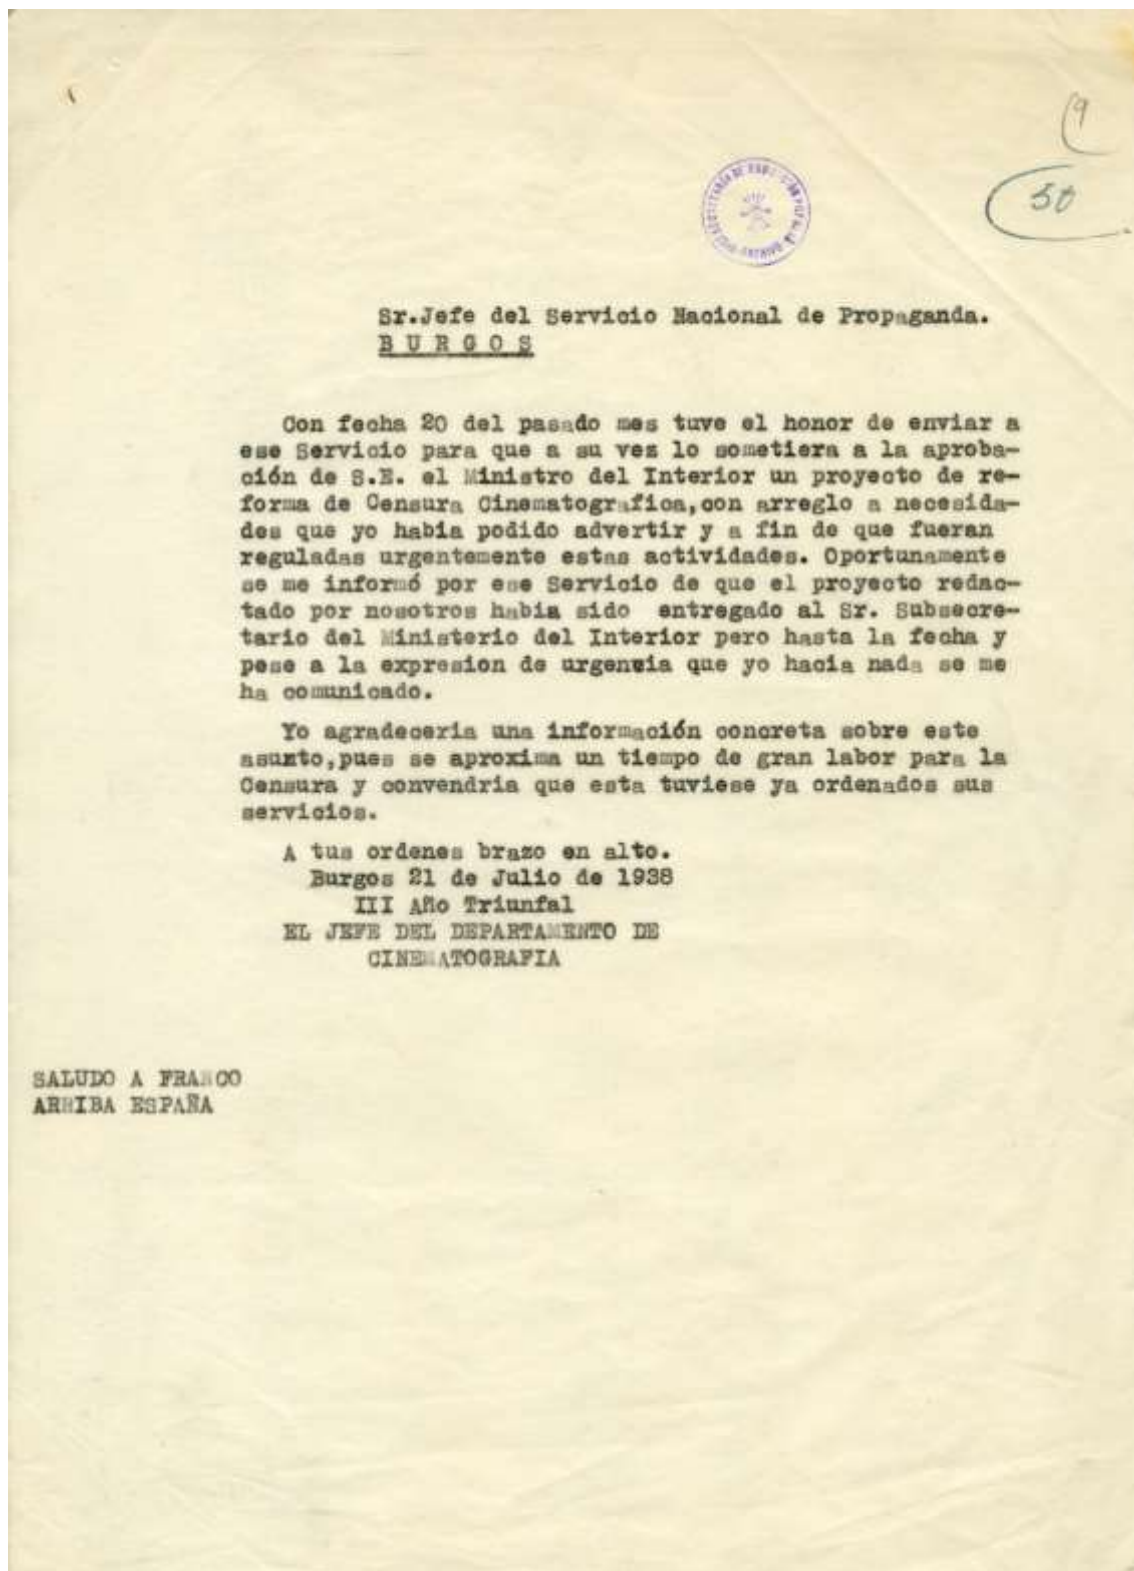 9
50
Sr.Jefe del Servicio Nacional de Propaganda.
BURGOS
Con fecha 20 del pasado mes tuve el honor de enviar a
ese Servicio para que a su vez lo sometiera a la aproba-
ción de S.E. el Ministro del Interior un proyecto de re-
forma de Censura Cinematografica,con arreglo a necesida-
des que yo habia podido advertir y a fin de que fueran
reguladas urgentemente estas actividades. Oportunamente
se me informó por ese Servicio de que el proyecto redac-
tado por nosotros habia sido entregado al Sr. Subsecre-
tario del Ministerio del Interior pero hasta la fecha y
pese a la expresion de urgencia que yo hacia nada se me
ha comunicado.
Yo agradeceria una información concreta sobre este
asunto,pues se aproxima un tiempo de gran labor para la
Censura y convendria que esta tuviese ya ordenados sus
servicios.
A tus ordenes brazo en alto.
Burgos 21 de Julio de 1938
III Año Triunfal
EL JEFE DEL DEPARTAMENTO DE
CINEMATOGRAFIA
SALUDO A FRANCO
ARRIBA ESPAÑA